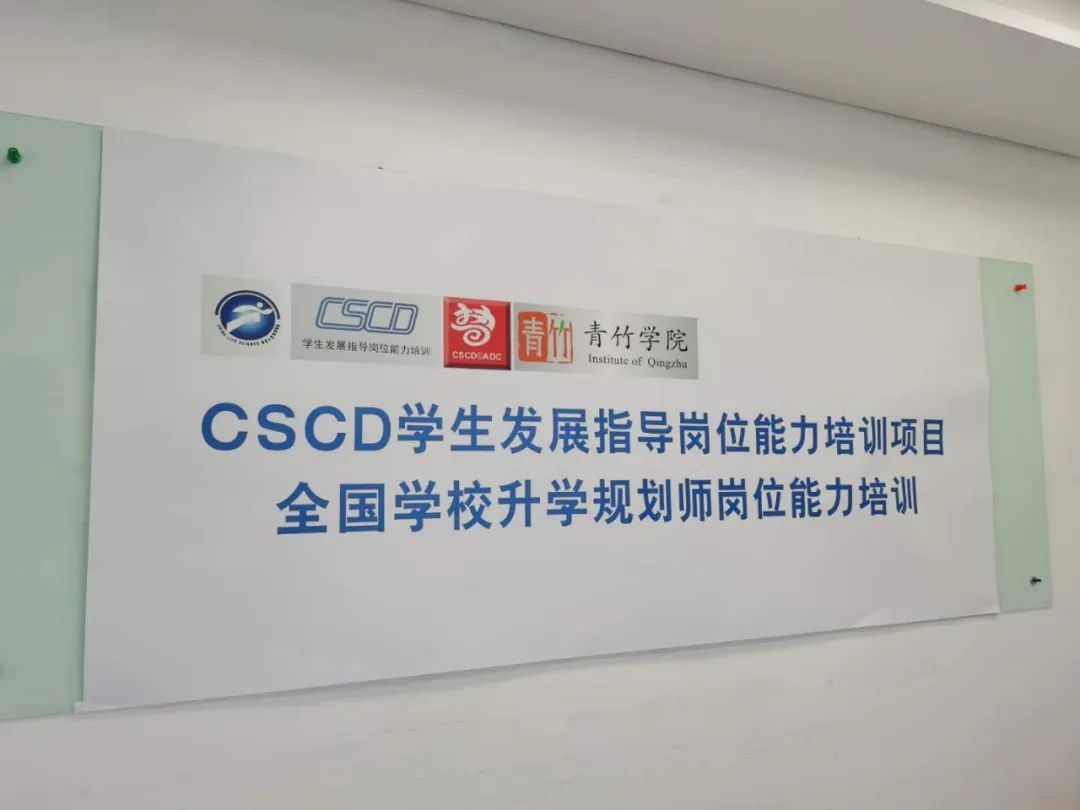 CSCD
学生发展指导岗位能力培训
CSCD©ADC
青竹
青竹学院
Institute of Qingzhu
CSCD学生发展指导岗位能力培训项目
全国学校升学规划师岗位能力培训